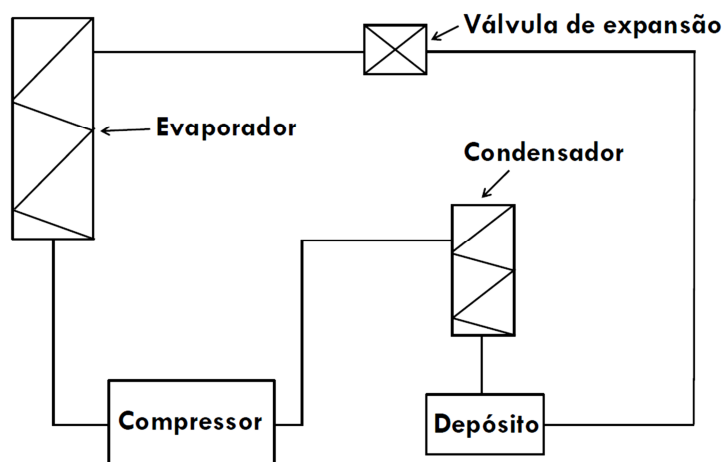 Válvula de expansão
Evaporador
Condensador
Compressor
Depósito